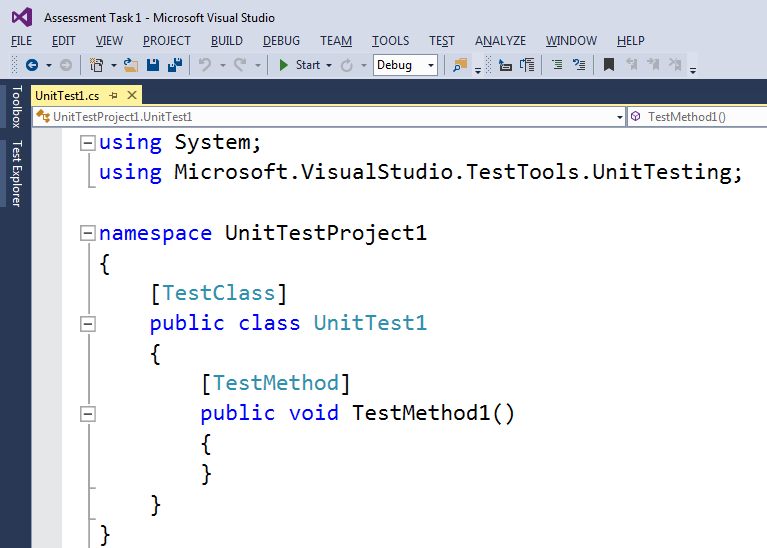 Assessment Task 1 - Microsoft Visual Studio
FILE EDIT VIEW PROJECT BUILD DEBUG TEAM TOOLS TEST ANALYZE WINDOW HELP
Start Debug
Toolbox
Test Explorer
UnitTest1.cs
UnitTestProject1.UnitTest1 TestMethod1()
using System;
using Microsoft.VisualStudio.TestTools.UnitTesting;
namespace UnitTestProject1
{
[TestClass]
public class UnitTest1
{
[TestMethod]
public void TestMethod1()
{
}
}
}